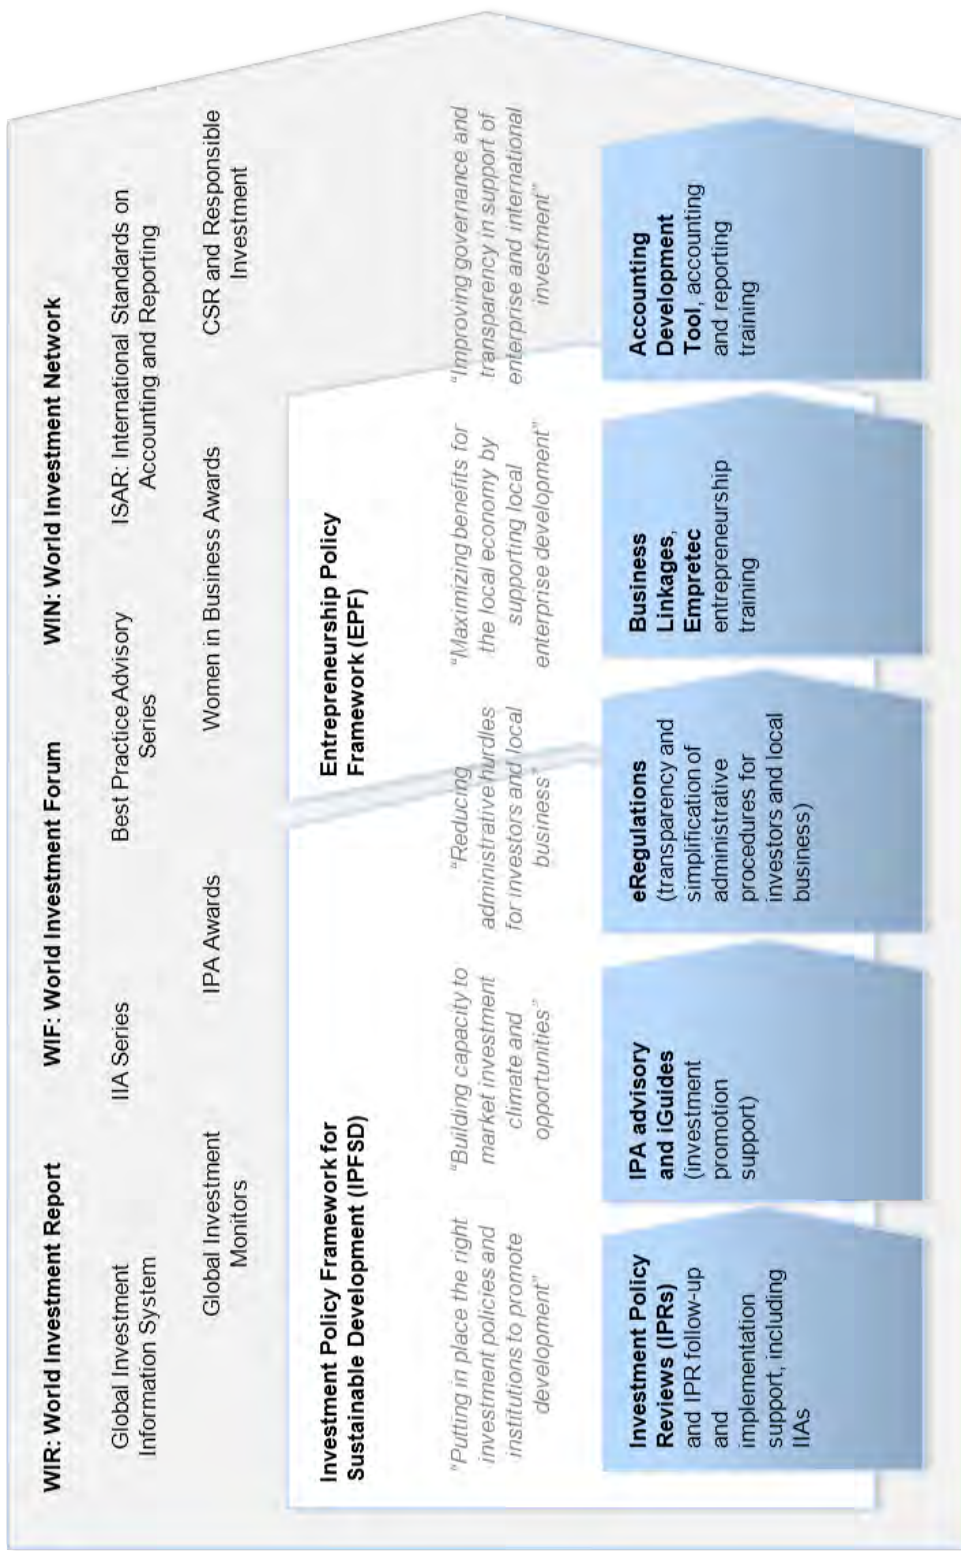 WIR: World Investment Report
WIF: World Investment Forum
WIN: World Investment Network
Global Investment
Information System
IIA Series
Best Practice Advisory
Series
ISAR: International Standards on
Accounting and Reporting
Global Investment
Monitors
IPA Awards
Women in Business Awards
CSR and Responsible
Investment
Investment Policy Framework for
Sustainable Development (IPFSD)
Entrepreneurship Policy
Framework (EPF)
"Putting in place the right
investment policies and
institutions to promote
development"
"Building capacity to
market investment
climate and
opportunities"
"Reducing
administrative hurdles
for investors and local
business"
"Maximizing benefits for
the local economy by
supporting local
enterprise development"
"Improving governance and
transparency in support of
enterprise and international
investment"
Investment Policy
Reviews (IPRs)
and IPR follow-up
and
implementation
support, including
IIAs
IPA advisory
and iGuides
(investment
promotion
support)
eRegulations
(transparency and
simplification of
administrative
procedures for
investors and local
business)
Business
Linkages,
Empretec
entrepreneurship
training
Accounting
Development
Tool, accounting
and reporting
training